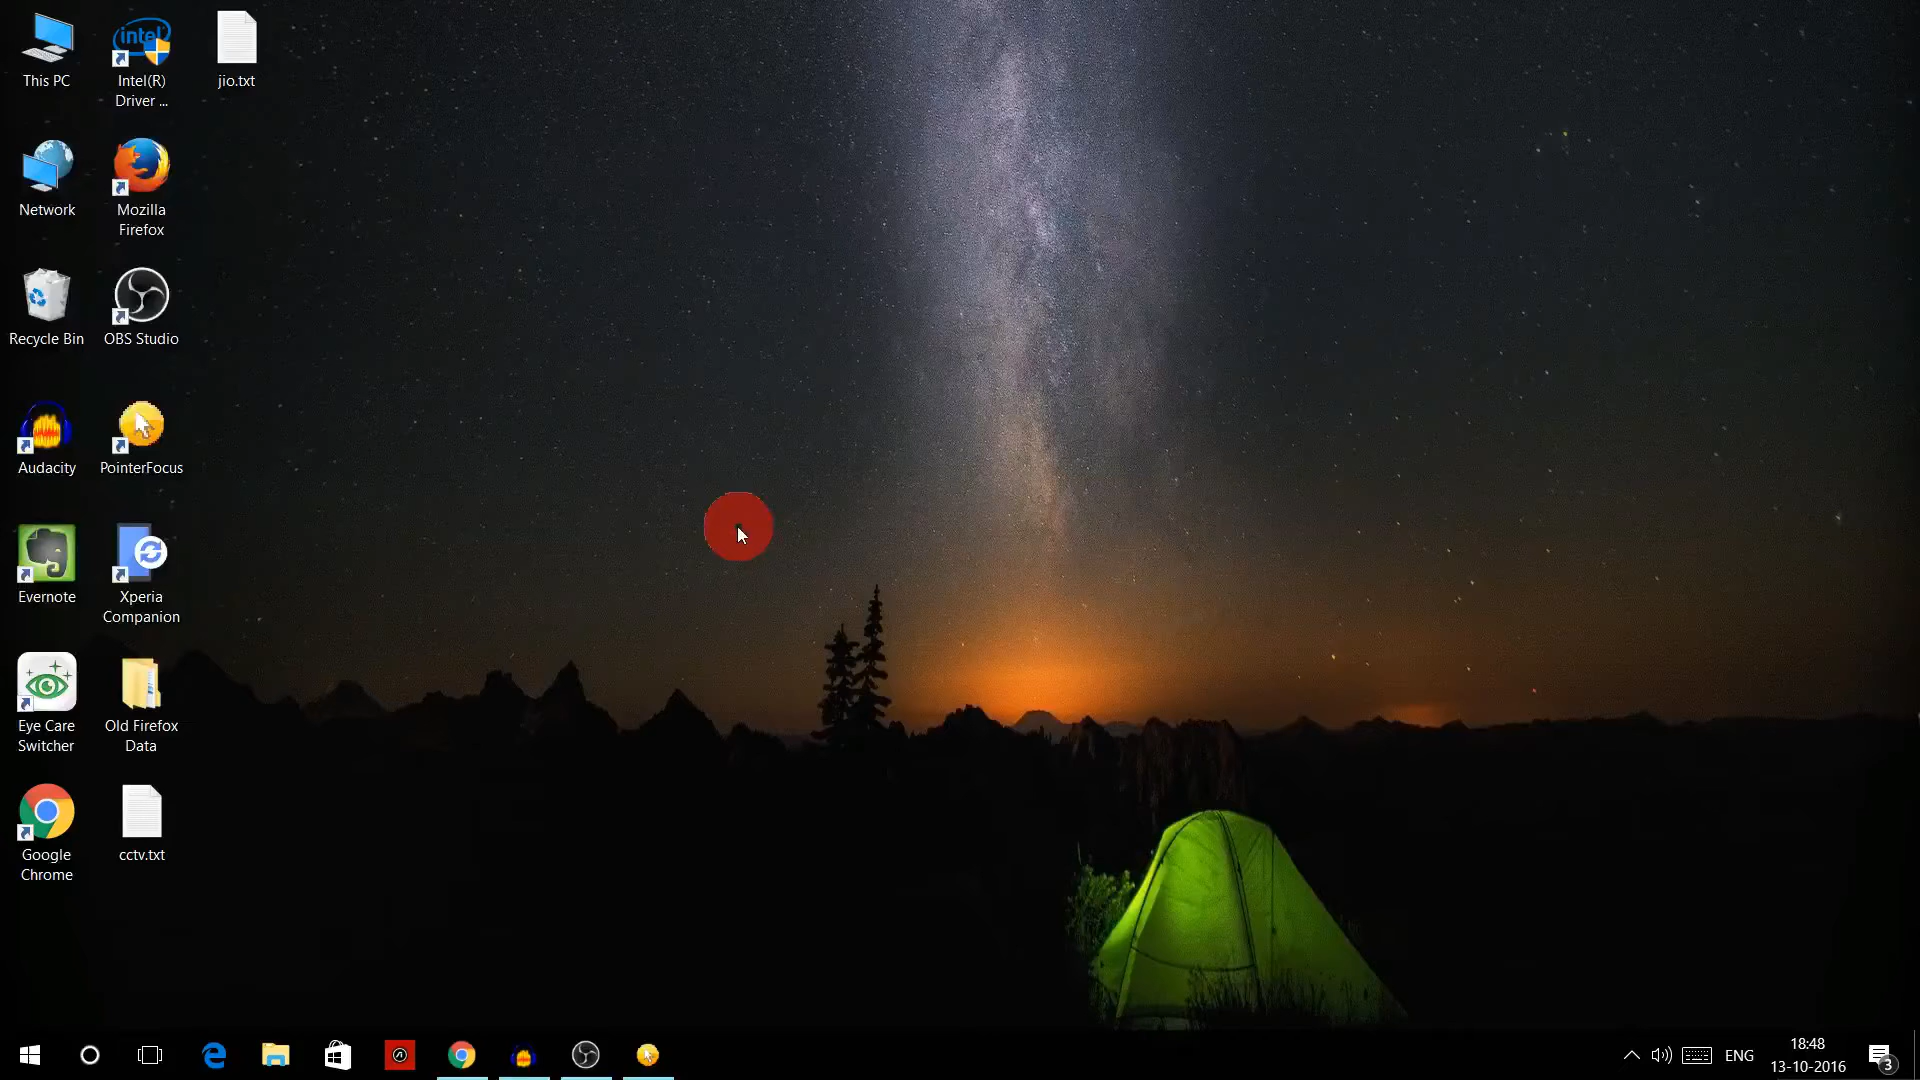 This PC
Intel(R)
Driver ...
jio.txt
Network
Mozilla
Firefox
Recycle Bin
OBS Studio
Audacity
PointerFocus
Evernote
Xperia
Companion
Eye Care
Switcher
Old Firefox
Data
Google
Chrome
cctv.txt
ENG
18:48
13-10-2016
3